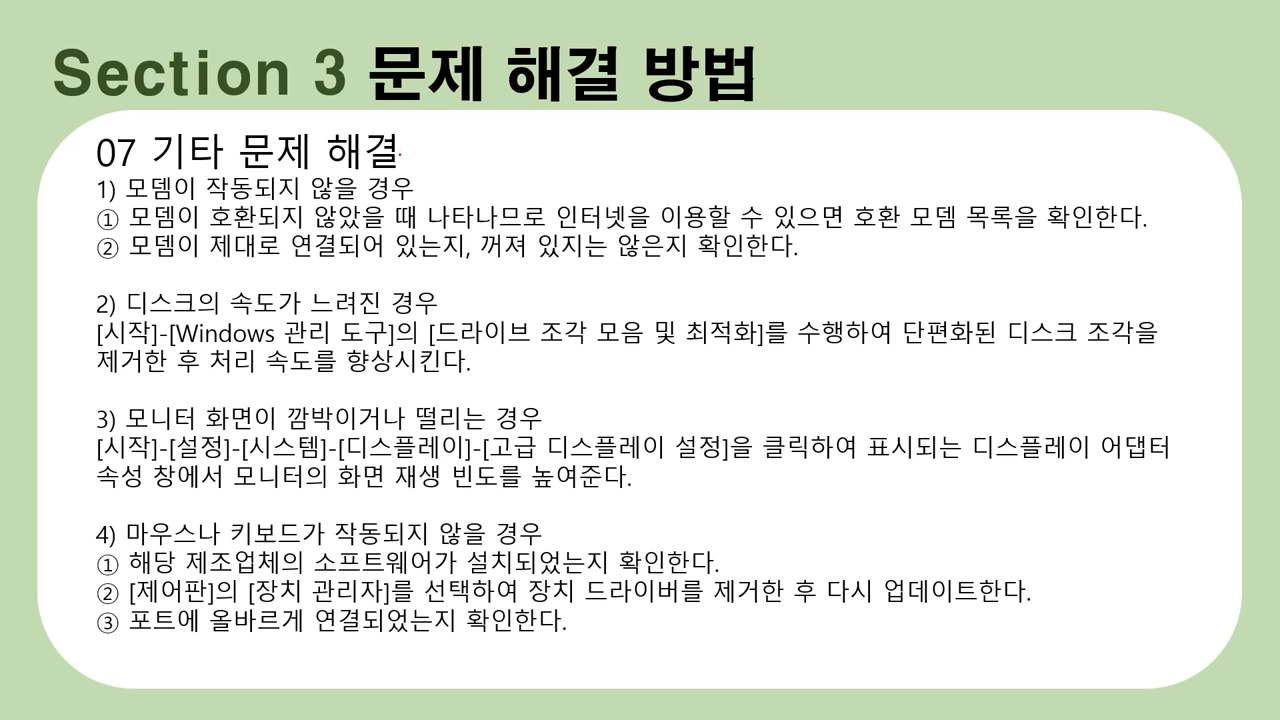 Section 3 문제 해결 방법
07 기타 문제 해결
1) 모뎀이 작동되지 않을 경우
① 모뎀이 호환되지 않았을 때 나타나므로 인터넷을 이용할 수 있으면 호환 모뎀 목록을 확인한다.
② 모뎀이 제대로 연결되어 있는지, 꺼져 있지는 않은지 확인한다.
2) 디스크의 속도가 느려진 경우
[시작]-[Windows 관리 도구]의 [드라이브 조각 모음 및 최적화]를 수행하여 단편화된 디스크 조각을
제거한 후 처리 속도를 향상시킨다.
3) 모니터 화면이 깜박이거나 떨리는 경우
[시작]-[설정]-[시스템]-[디스플레이]-[고급 디스플레이 설정]을 클릭하여 표시되는 디스플레이 어댑터
속성 창에서 모니터의 화면 재생 빈도를 높여준다.
4) 마우스나 키보드가 작동되지 않을 경우
① 해당 제조업체의 소프트웨어가 설치되었는지 확인한다.
② [제어판]의 [장치 관리자]를 선택하여 장치 드라이버를 제거한 후 다시 업데이트한다.
③ 포트에 올바르게 연결되었는지 확인한다.